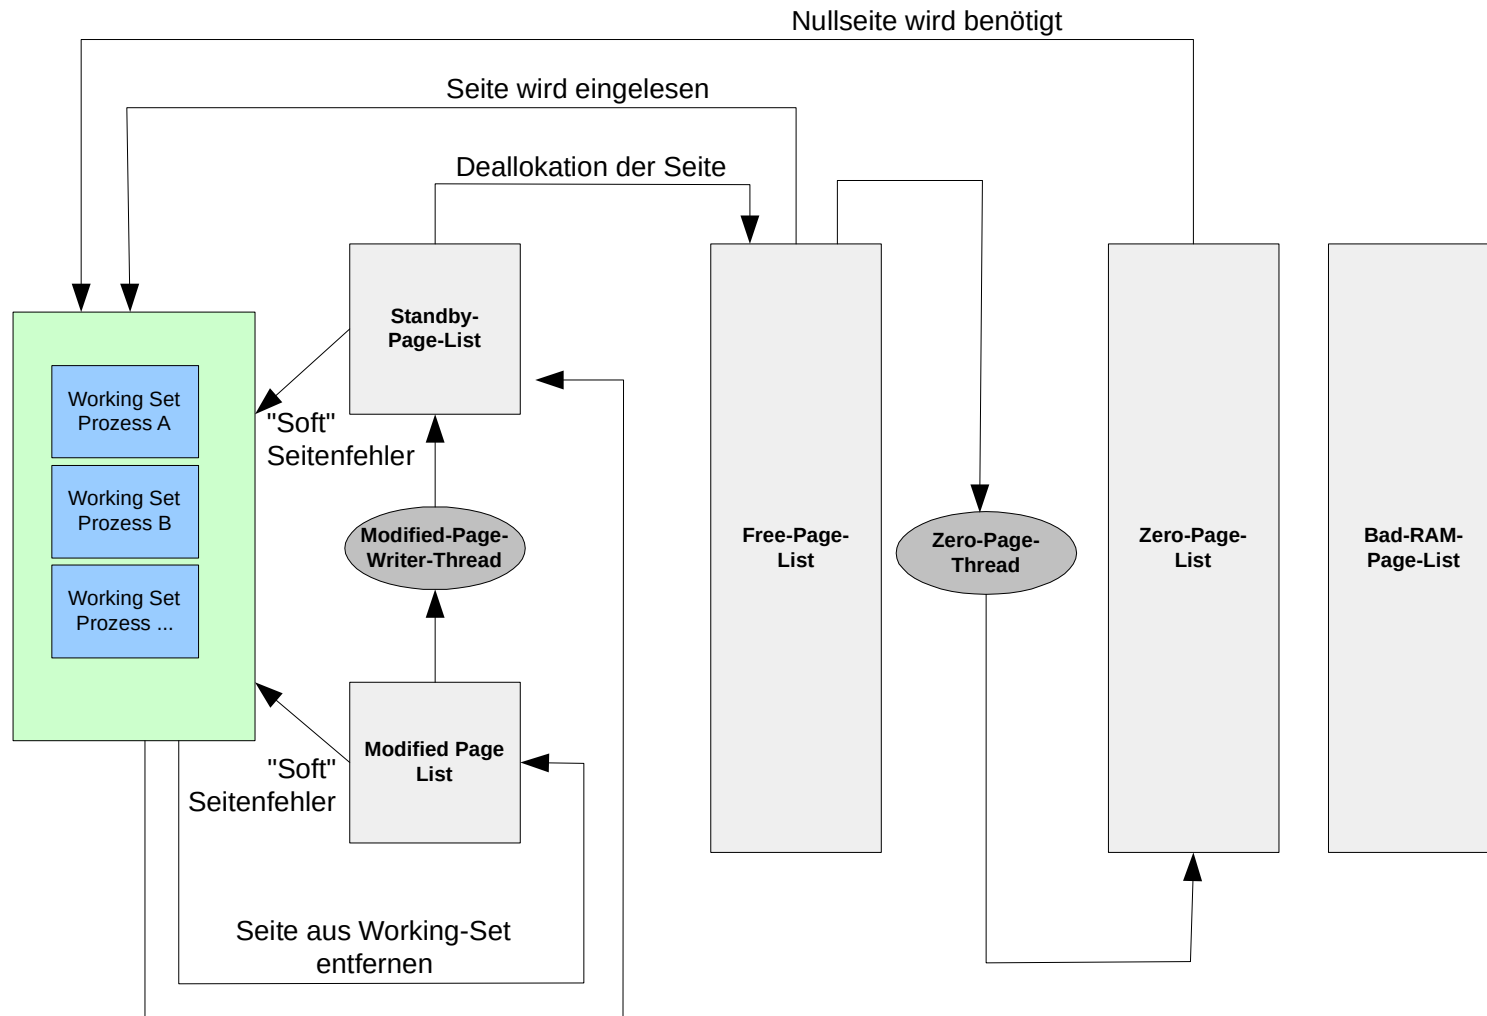 Nullseite wird benötigt
Seite wird eingelesen
Deallokation der Seite
Standby-
Page-List
"Soft"
Seitenfehler
Working Set
Prozess A
Working Set
Prozess B
Working Set
Prozess ...
Modified-Page-
Writer-Thread
Free-Page-
List
Zero-Page-
Thread
Zero-Page-
List
Bad-RAM-
Page-List
Modified Page
List
"Soft"
Seitenfehler
Seite aus Working-Set
entfernen